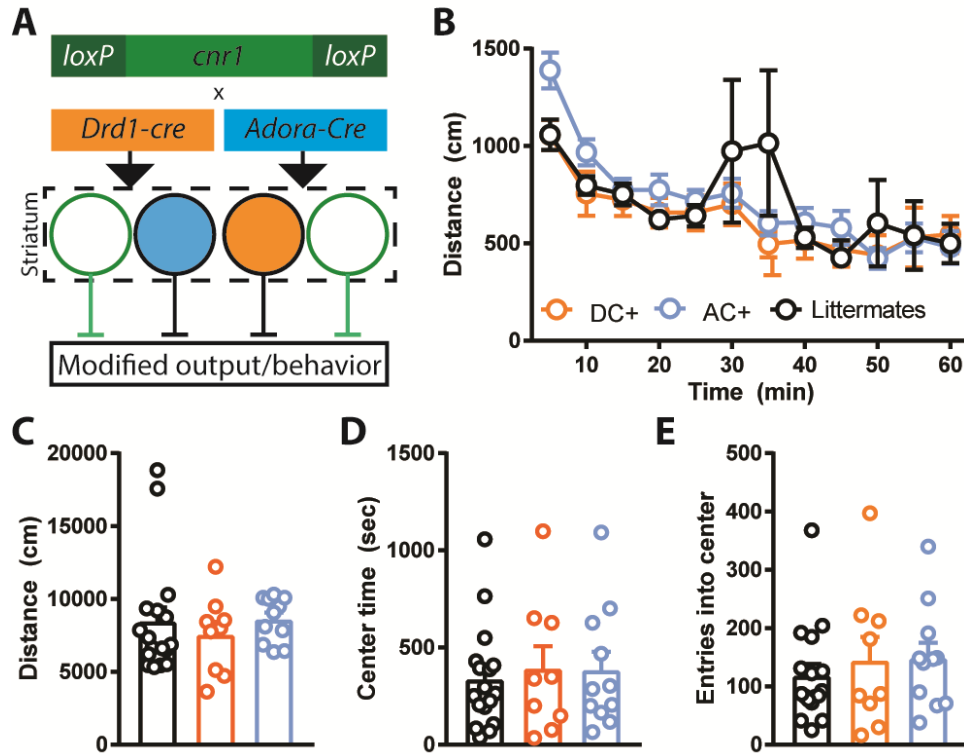 A
loxP cnr1 loxP
x
Drd1-cre Adora-Cre
Striatum
Modified output/behavior
B
1500
1000
500
0
Distance (cm)
DC+ AC+ Littermates
10 20 30 40 50 60
Time (min)
C
20000
15000
10000
5000
0
Distance (cm)
D
1500
1000
500
0
Center time (sec)
E
500
400
300
200
100
0
Entries into center